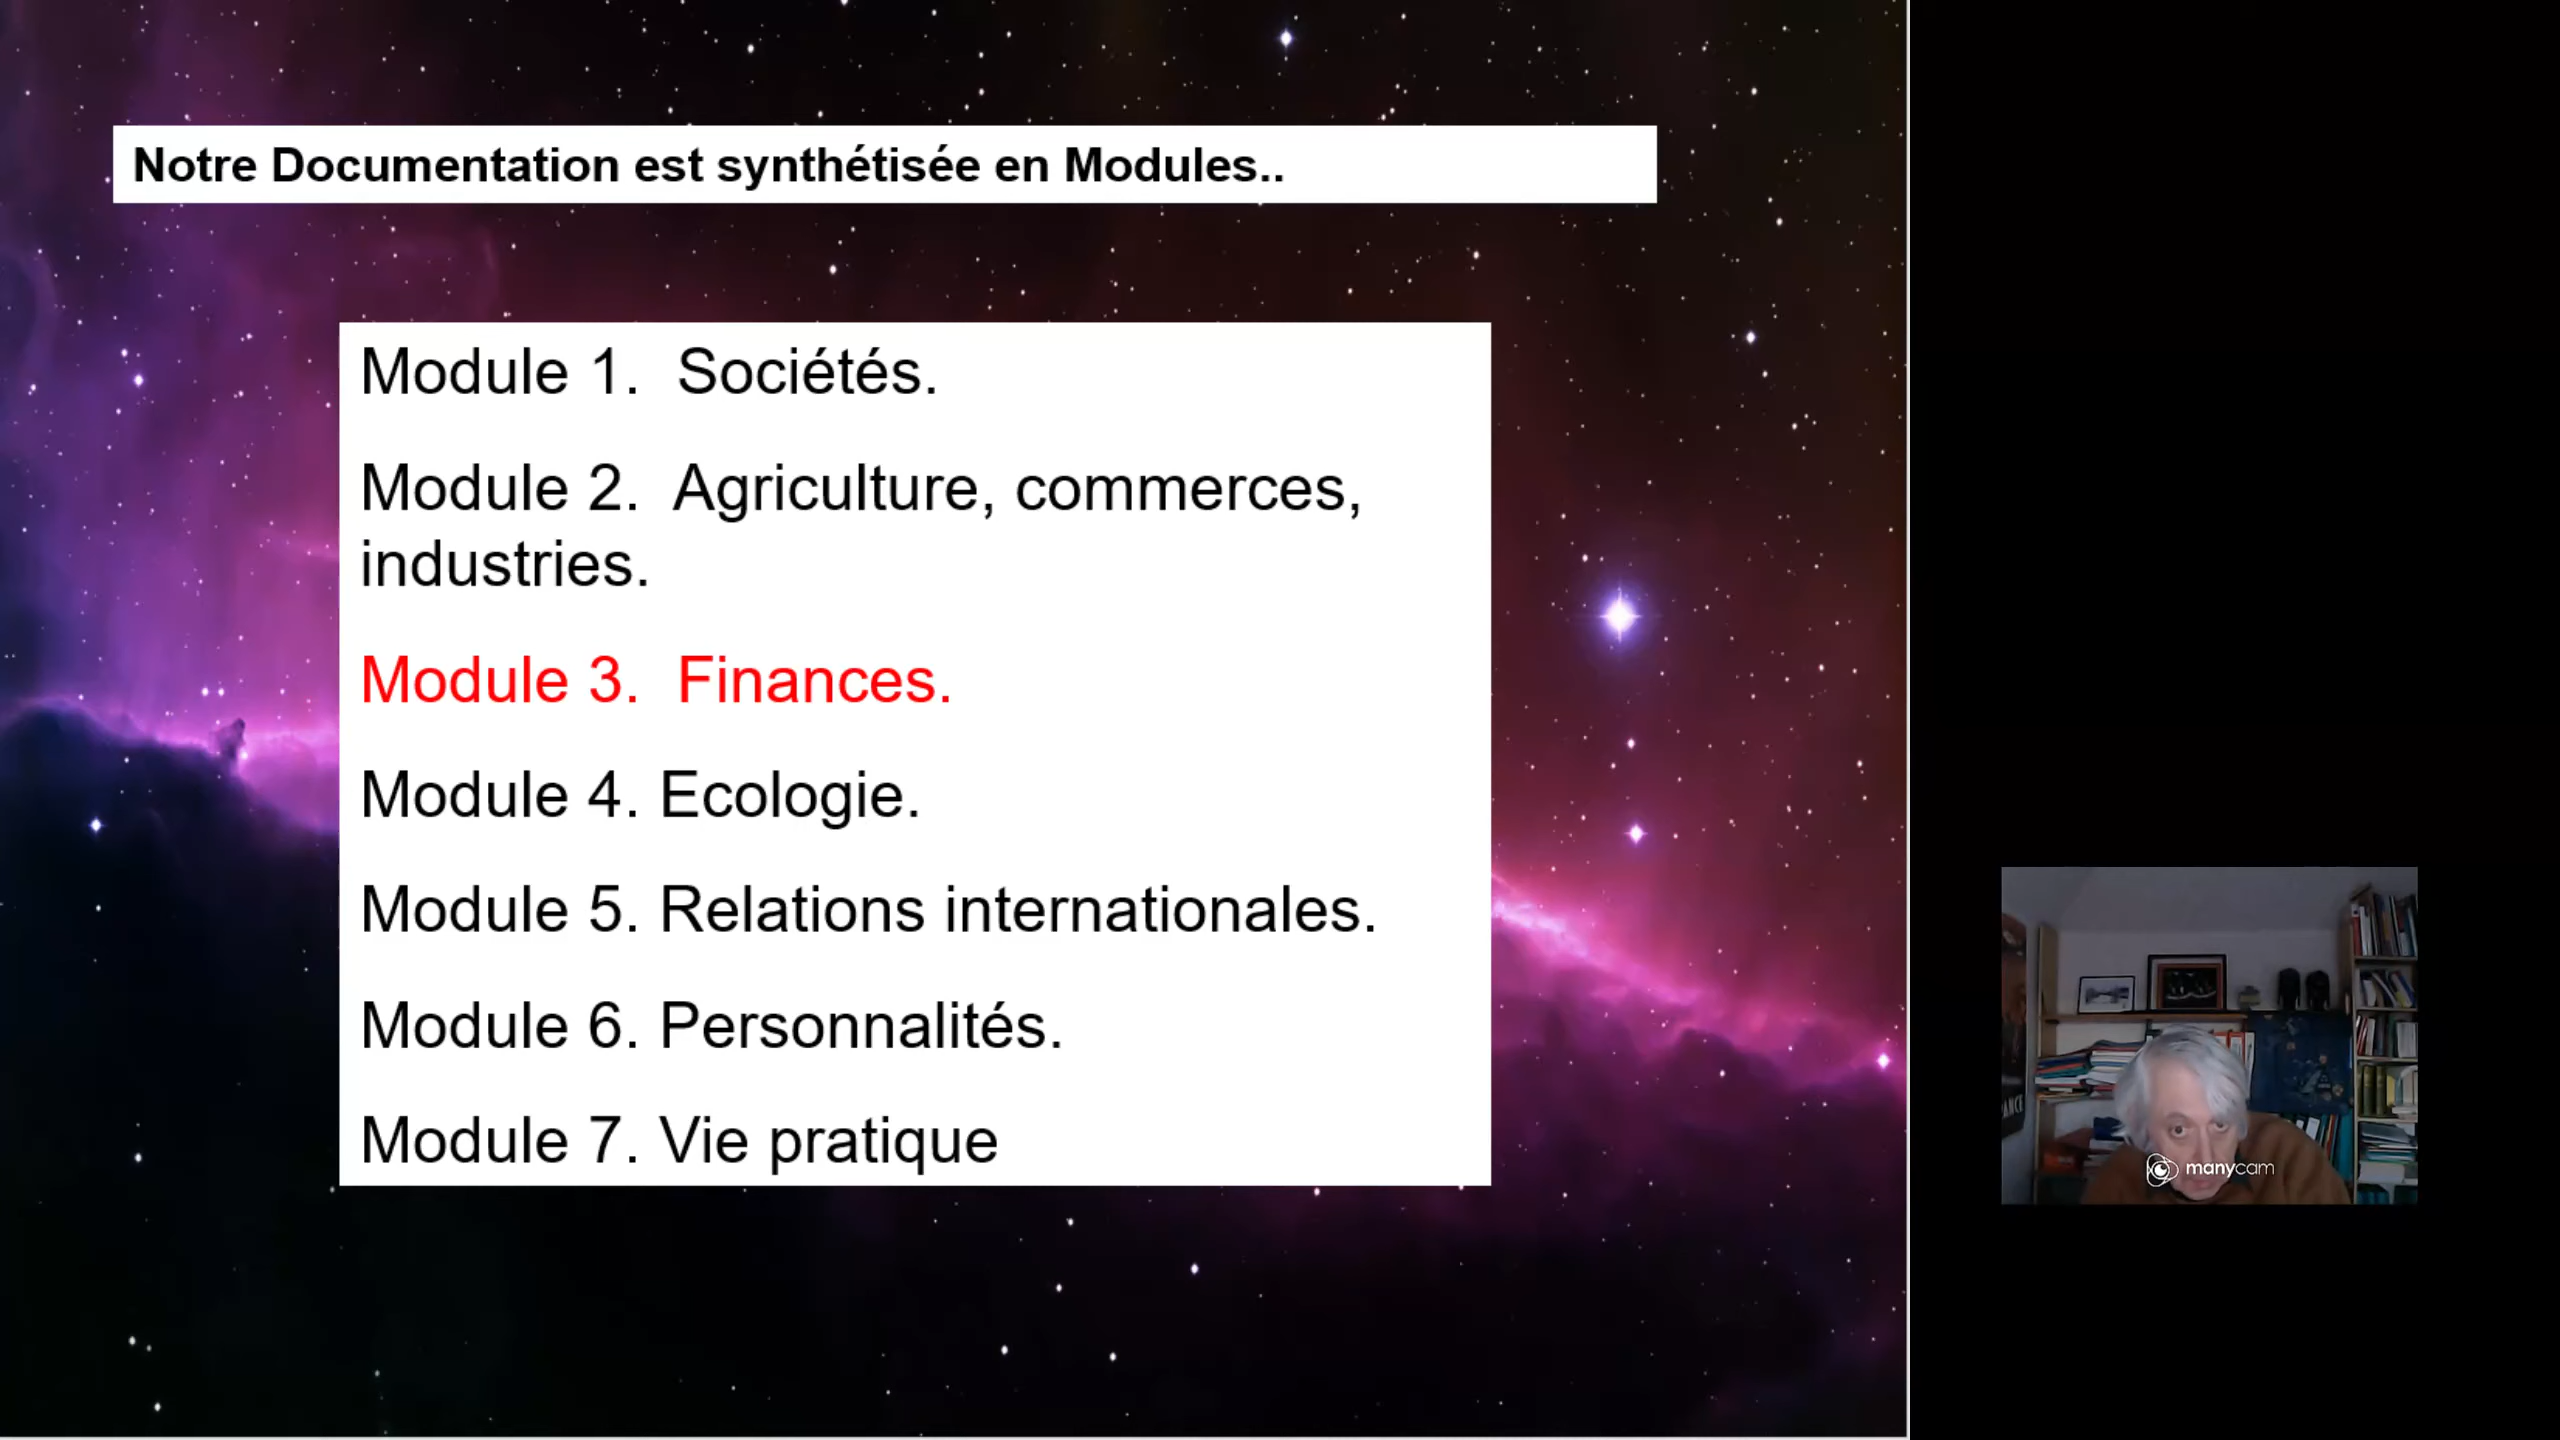 Notre Documentation est synthétisée en Modules..
Module 1.  Sociétés.
Module 2.  Agriculture, commerces,
industries.
Module 3.  Finances.
Module 4. Ecologie.
Module 5. Relations internationales.
Module 6. Personnalités.
Module 7. Vie pratique
manycam